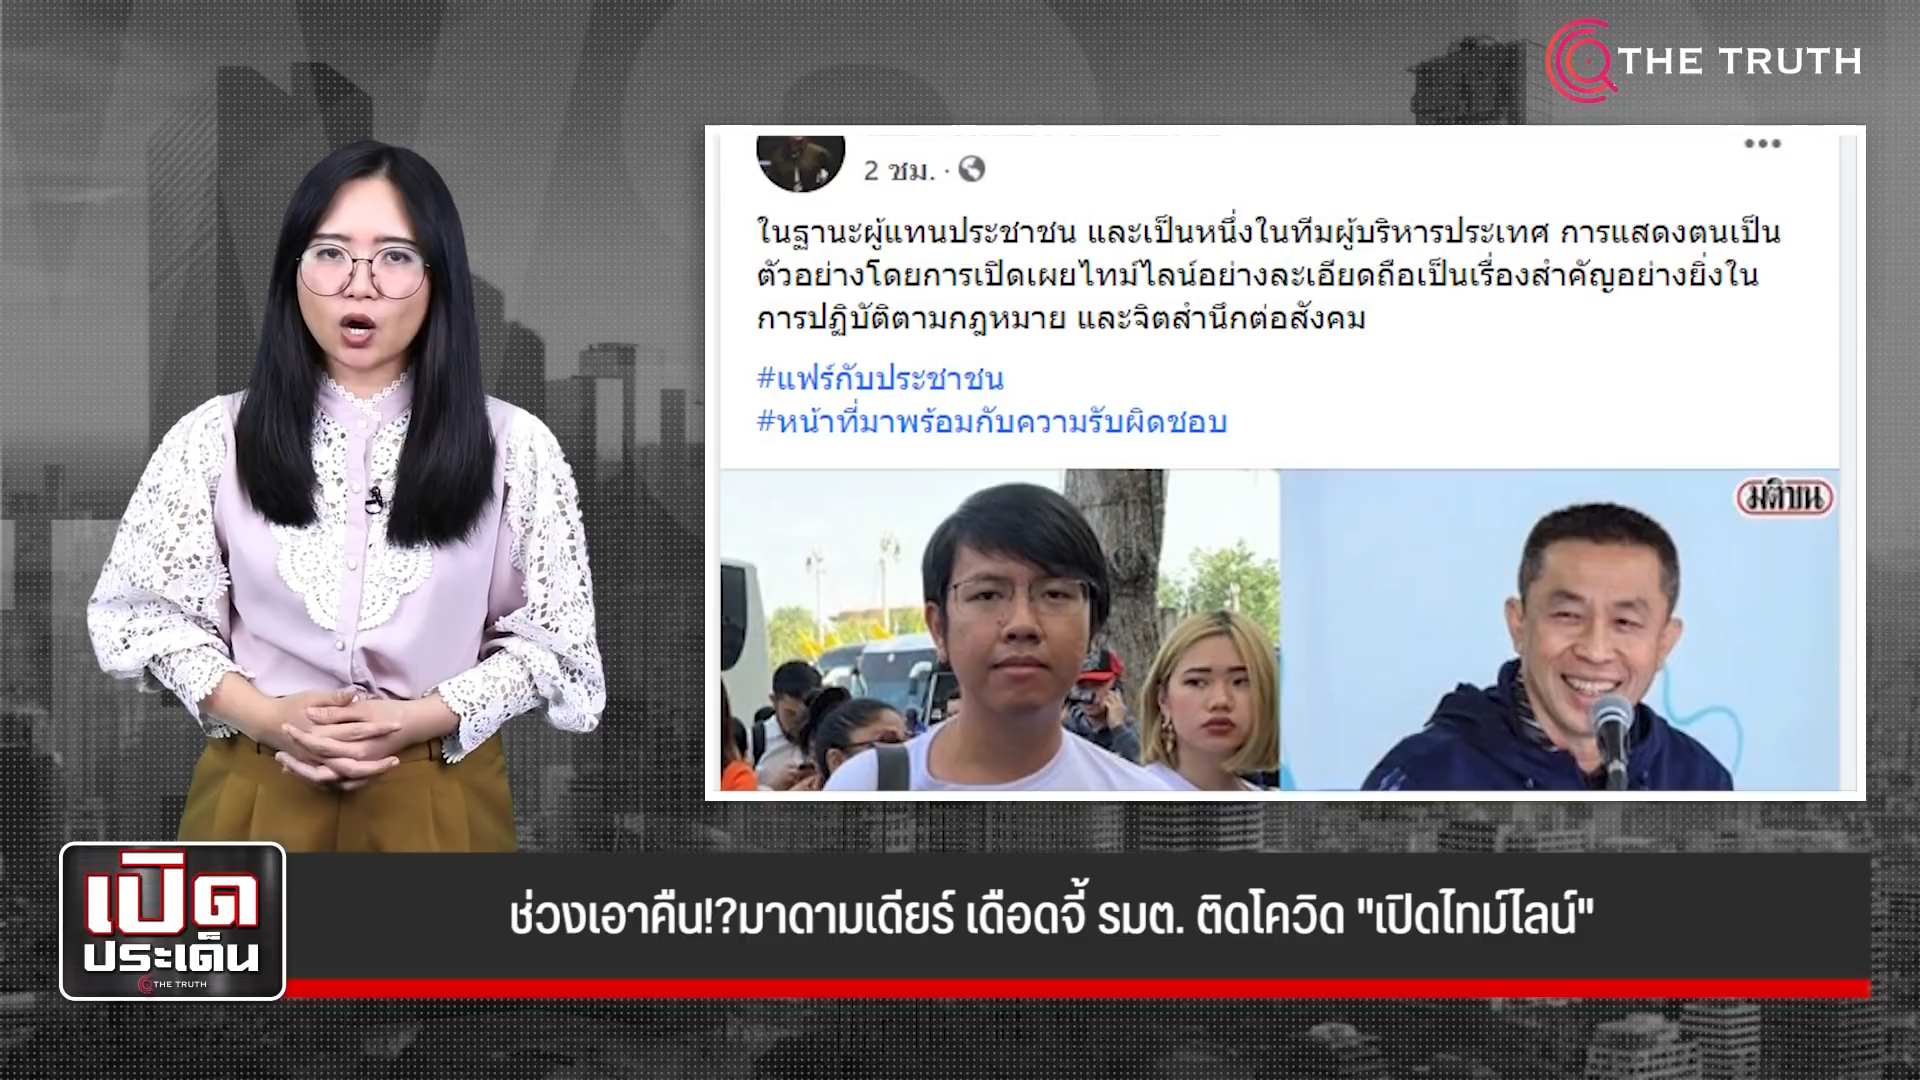 THE TRUTH
2 ชม. ·
ในฐานะผู้แทนประชาชน และเป็นหนึ่งในทีมผู้บริหารประเทศ การแสดงตนเป็น
ตัวอย่างโดยการเปิดเผยไทม์ไลน์อย่างละเอียดถือเป็นเรื่องสำคัญอย่างยิ่งใน
การปฏิบัติตามกฎหมาย และจิตสำนึกต่อสังคม
#แฟร์กับประชาชน
#หน้าที่มาพร้อมกับความรับผิดชอบ
มติชน
เปิด
ประเด็น
THE TRUTH
ช่วงเอาคืน!?มาดามเดียร์ เดือดจี้ รมต. ติดโควิด "เปิดไทม์ไลน์"